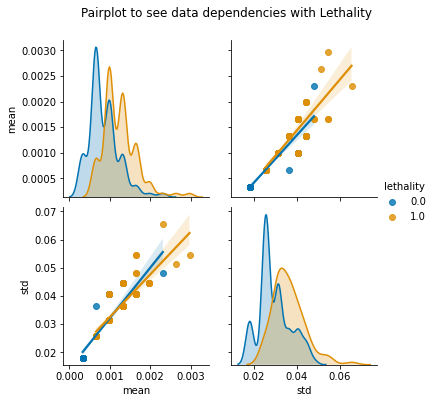 Pairplot to see data dependencies with Lethality
0.0030
0.0025
0.0020
0.0015
0.0010
0.0005
mean
lethality
0.0
1.0
0.07
0.06
0.05
0.04
0.03
0.02
std
0.000 0.001 0.002 0.003
mean
0.02 0.04 0.06
std